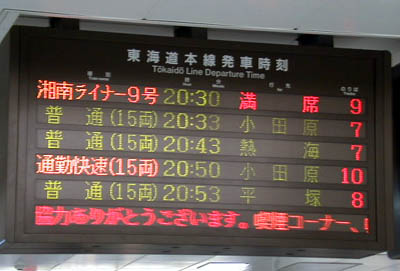 東海道本線発車時刻
Tōkaidō Line Departure Time
湘南ライナー9号 20:30 満席 9
普通(15両) 20:33 小田原 7
普通(15両) 20:43 熱海 7
通勤快速(15両) 20:50 小田原 10
普通(15両) 20:53 平塚 8
協力ありがとうございます。喫煙コーナー、